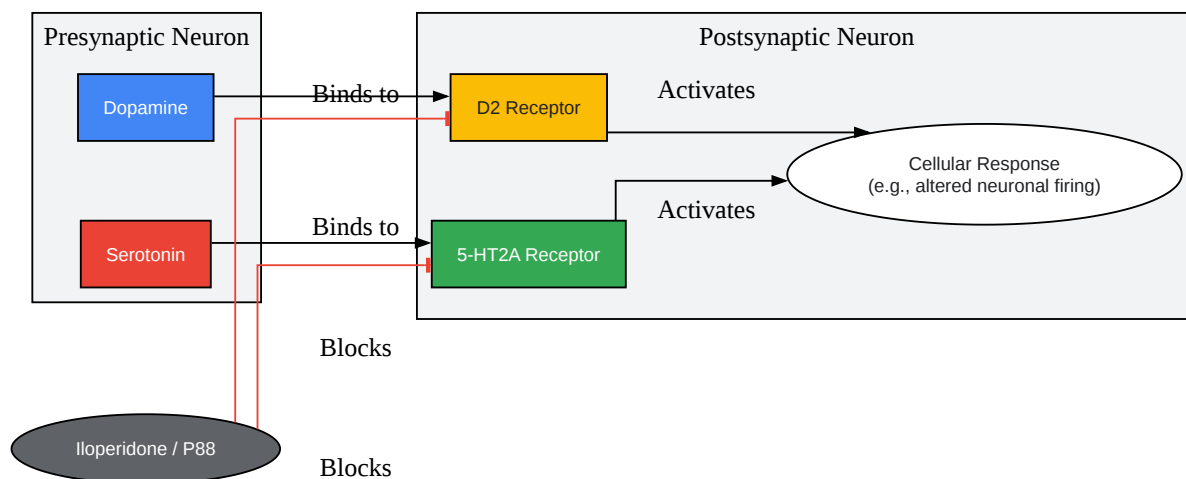 Presynaptic Neuron
Postsynaptic Neuron
Dopamine
Binds to
D2 Receptor
Activates
Cellular Response
(e.g., altered neuronal firing)
Serotonin
Binds to
5-HT2A Receptor
Activates
Blocks
Iloperidone / P88
Blocks